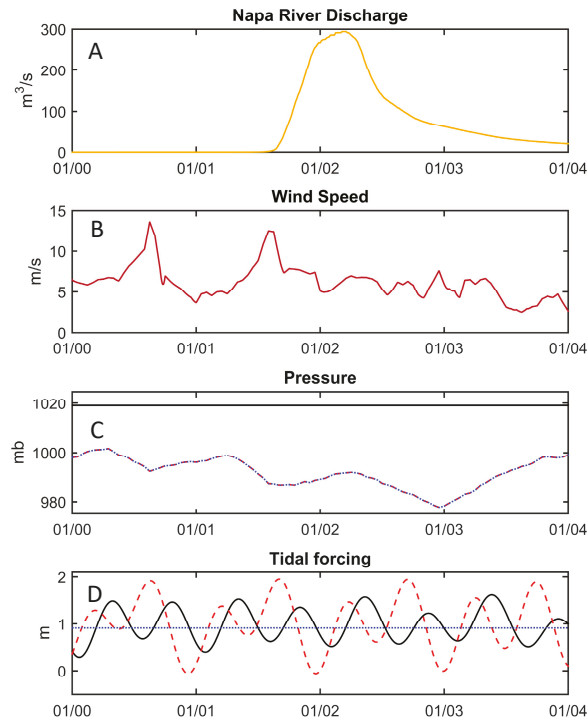 Napa River Discharge
A
m³/s
300
200
100
0
01/00 01/01 01/02 01/03 01/04
Wind Speed
B
m/s
15
10
5
0
01/00 01/01 01/02 01/03 01/04
Pressure
C
mb
1020
1000
980
01/00 01/01 01/02 01/03 01/04
Tidal forcing
D
m
2
1
0
01/00 01/01 01/02 01/03 01/04